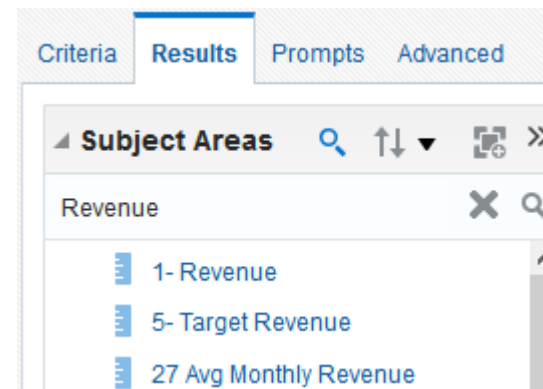 Criteria Results Prompts Advanced
Subject Areas
Revenue
1- Revenue
5- Target Revenue
27 Avg Monthly Revenue